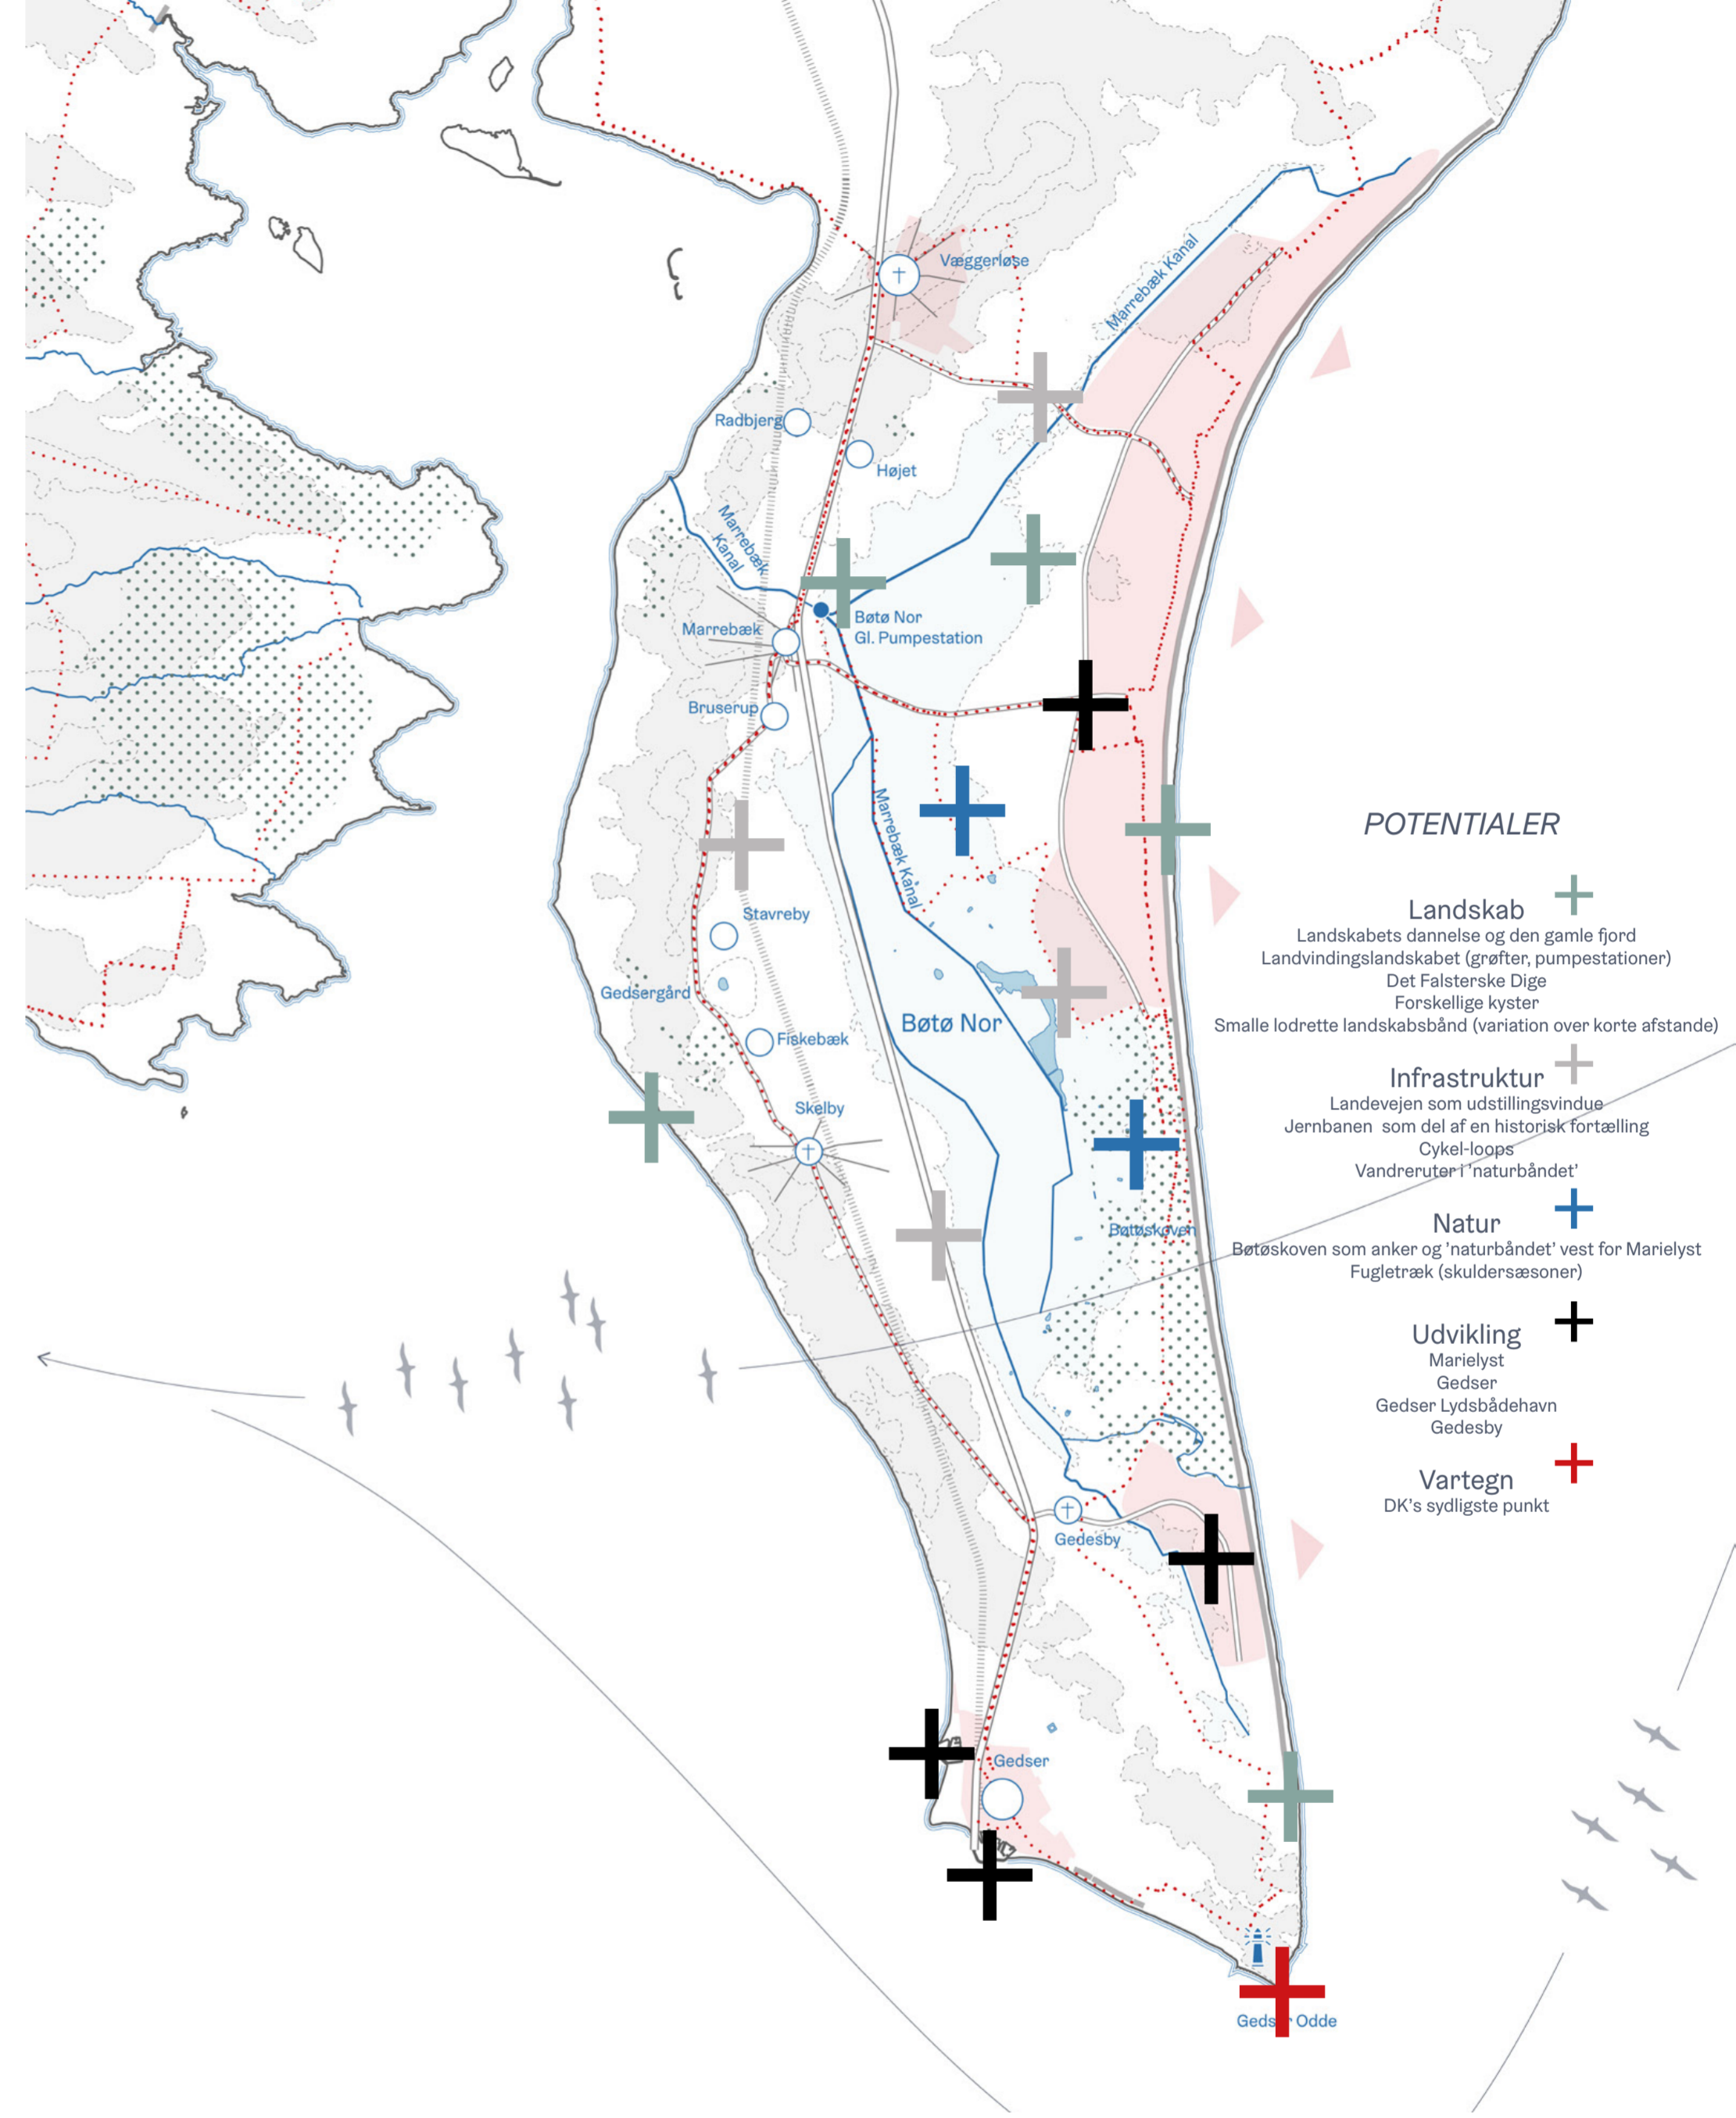 Væggerløse
Marrebæk Kanal
Radbjerg
Højet
Marrebæk
Kanal
Bøtø Nor
Gl. Pumpestation
Marrebæk
Bruserup
Marrebæk Kanal
Stavreby
Gedsergård
Bøtø Nor
Fiskebæk
Skelby
Bøtøskoven
Gedesby
Gedser
Gedser Odde
POTENTIALER
Landskab
Landskabets dannelse og den gamle fjord
Landvindingslandskabet (grøfter, pumpestationer)
Det Falsterske Dige
Forskellige kyster
Smalle lodrette landskabsbånd (variation over korte afstande)
Infrastruktur
Landevejen som udstillingsvindue
Jernbanen som del af en historisk fortælling
Cykel-loops
Vandreruter i 'naturbåndet'
Natur
Bøtøskoven som anker og 'naturbåndet' vest for Marielyst
Fugletræk (skuldersæsoner)
Udvikling
Marielyst
Gedser
Gedser Lydsbådehavn
Gedesby
Vartegn
DK's sydligste punkt